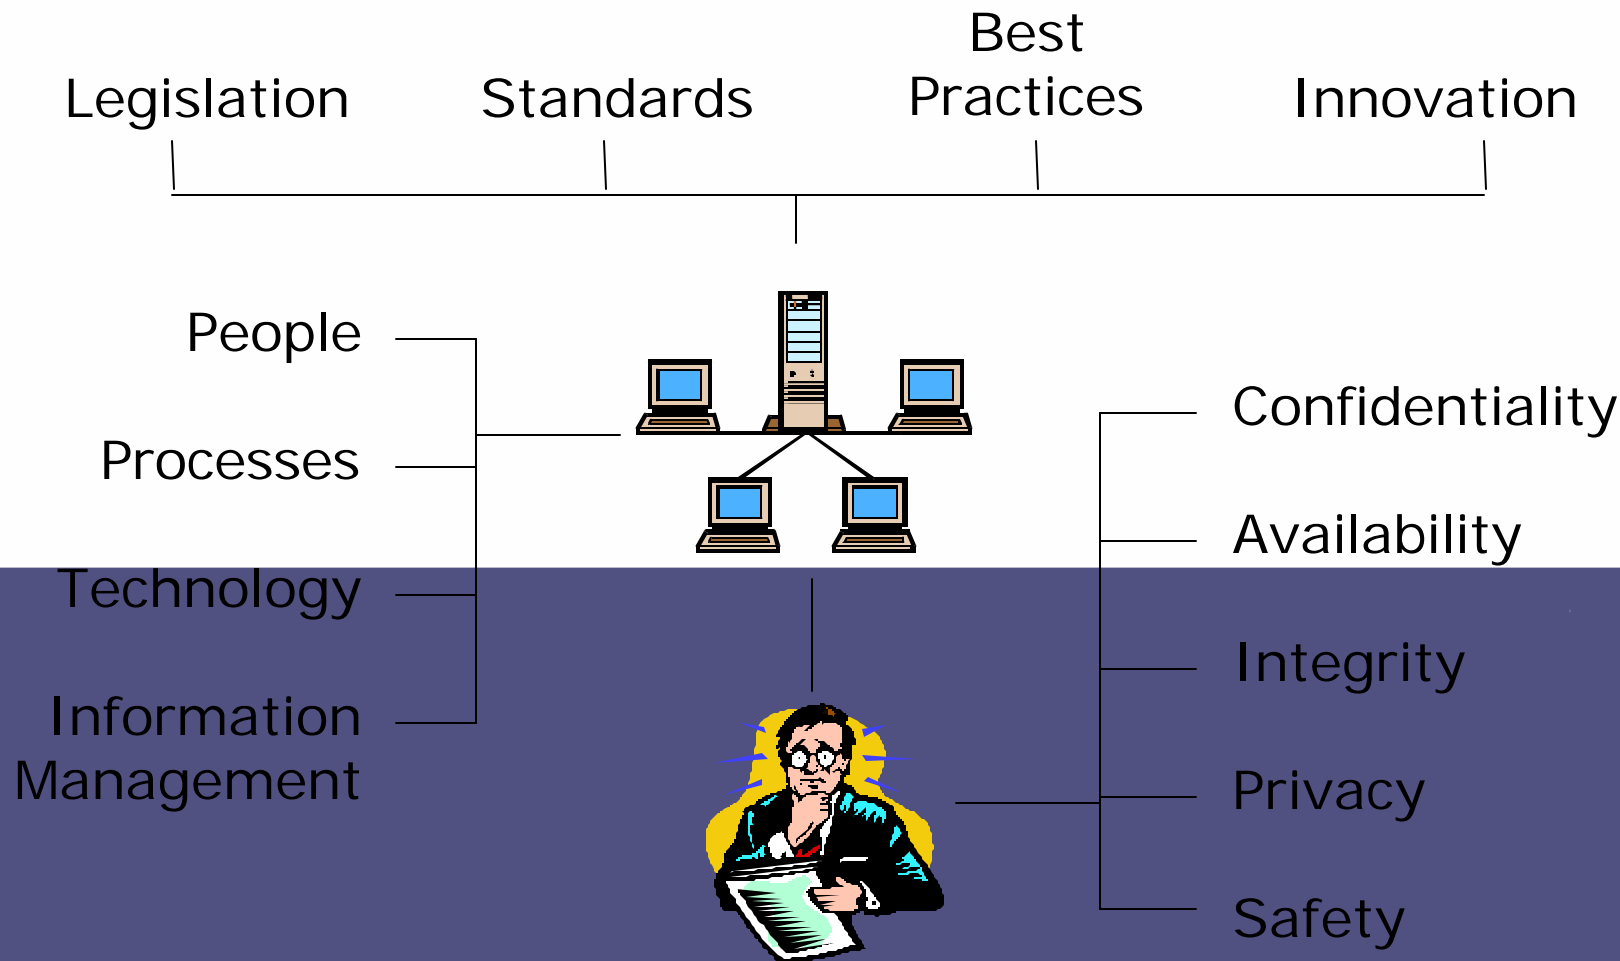 Best
Legislation Standards Practices Innovation
People
Processes
Technology
Information
Management
Confidentiality
Availability
Integrity
Privacy
Safety